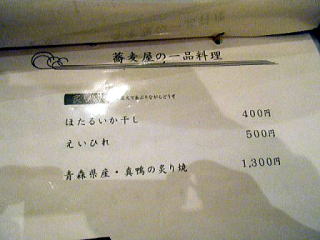 蕎麦屋の一品料理
ほたるいか干し 400円
えいひれ 500円
青森県産・真鴨の炙り焼 1,300円